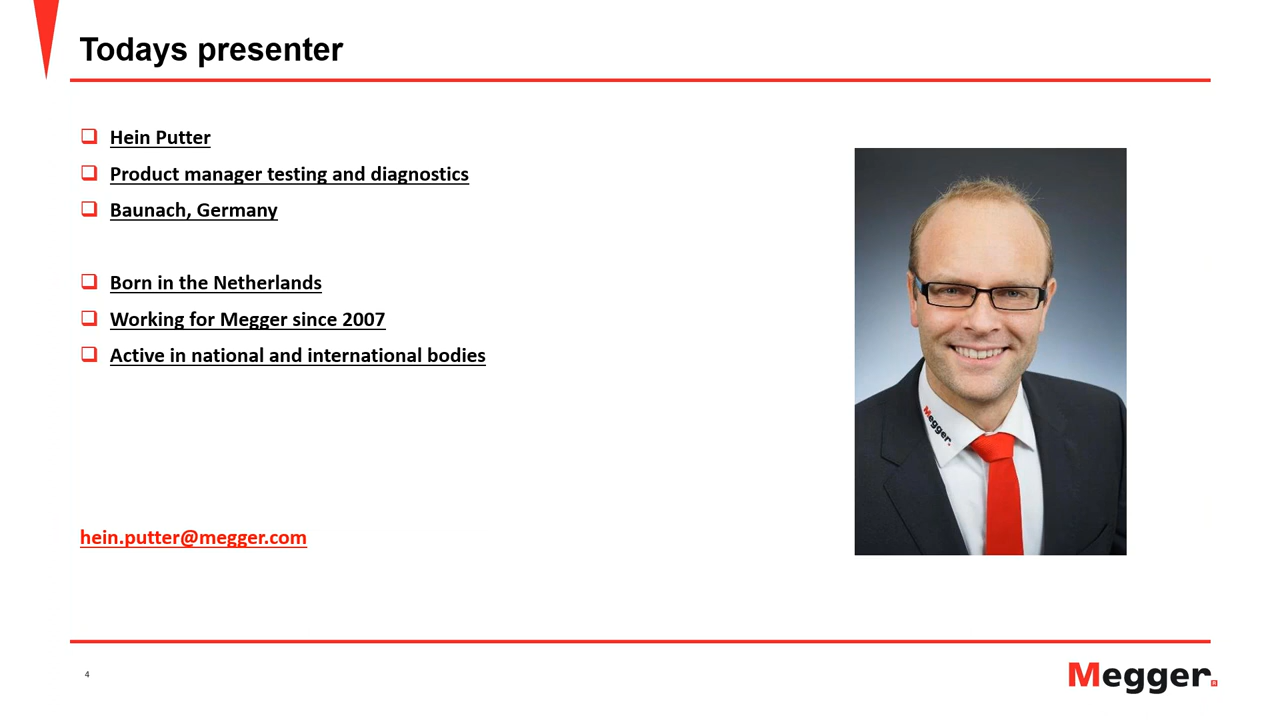 Todays presenter
Hein Putter
Product manager testing and diagnostics
Baunach, Germany
Born in the Netherlands
Working for Megger since 2007
Active in national and international bodies
Megger.
hein.putter@megger.com
4
Megger.